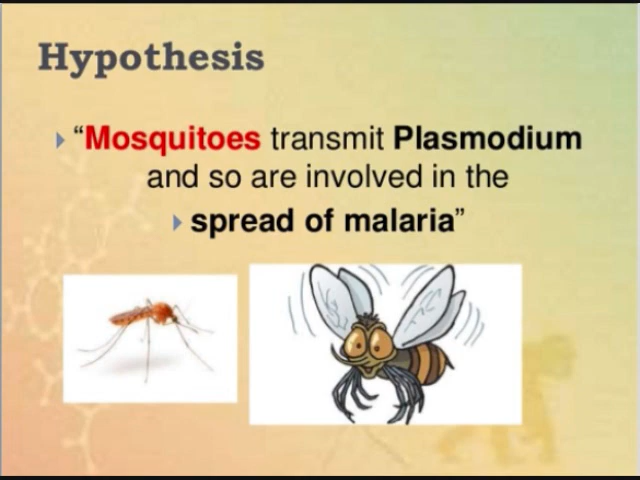 Hypothesis
“Mosquitoes transmit Plasmodium
and so are involved in the
spread of malaria”